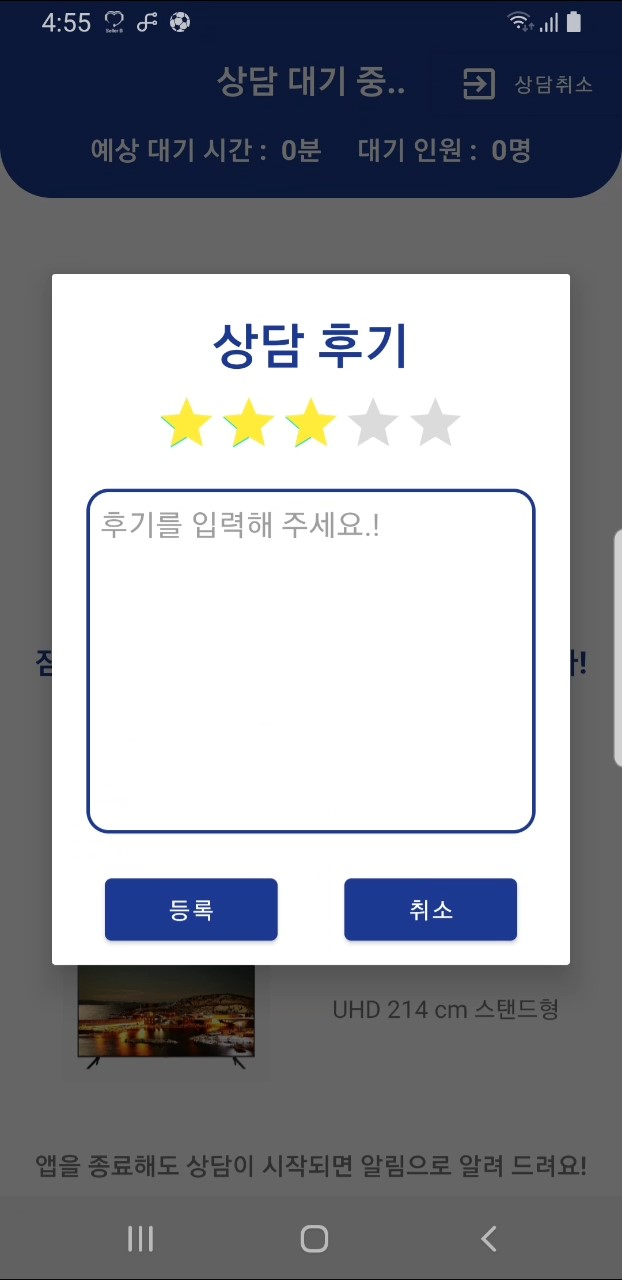 4:55
상담 대기 중..
상담취소
예상 대기 시간 : 0분 대기 인원 : 0명
상담 후기
후기를 입력해 주세요.!
등록 취소
UHD 214 cm 스탠드형
앱을 종료해도 상담이 시작되면 알림으로 알려 드려요!